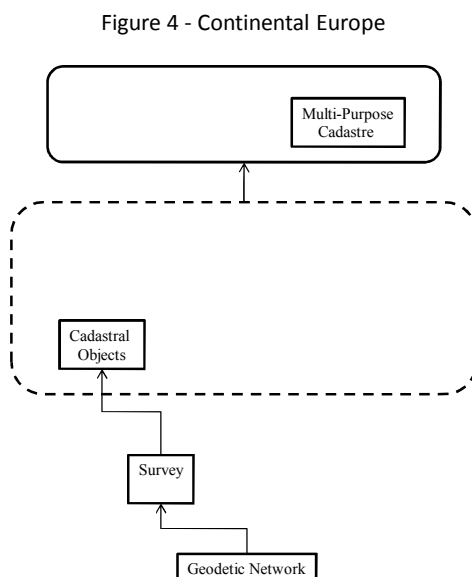 Figure 4 - Continental Europe
Multi-Purpose
Cadastre
Cadastral
Objects
Survey
Geodetic Network